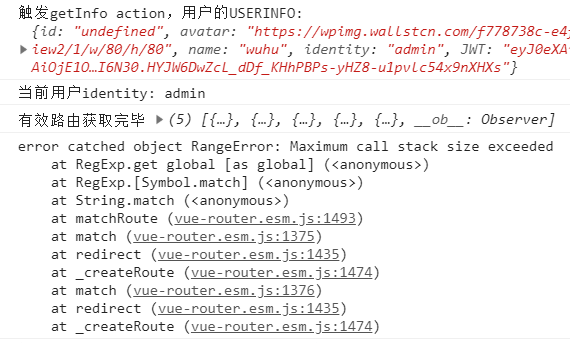 触发getInfo action，用户的USERINFO:
{id: "undefined", avatar: "https://wpimg.wallstcn.com/f778738c-e4
iew2/1/w/80/h/80", name: "wuhu", identity: "admin", JWT: "eyJ0eXA
AiOjE1O…I6N30.HYJW6DwZcL_dDf_KHhPBPs-yHZ8-u1pvlc54x9nXHXs"}
当前用户identity: admin
有效路由获取完毕 (5) [{…}, {…}, {…}, {…}, {…}, __ob__: Observer]
error catched object RangeError: Maximum call stack size exceeded
at RegExp.get global [as global] (<anonymous>)
at RegExp.[Symbol.match] (<anonymous>)
at String.match (<anonymous>)
at matchRoute (vue-router.esm.js:1493)
at match (vue-router.esm.js:1375)
at redirect (vue-router.esm.js:1435)
at _createRoute (vue-router.esm.js:1474)
at match (vue-router.esm.js:1376)
at redirect (vue-router.esm.js:1435)
at _createRoute (vue-router.esm.js:1474)